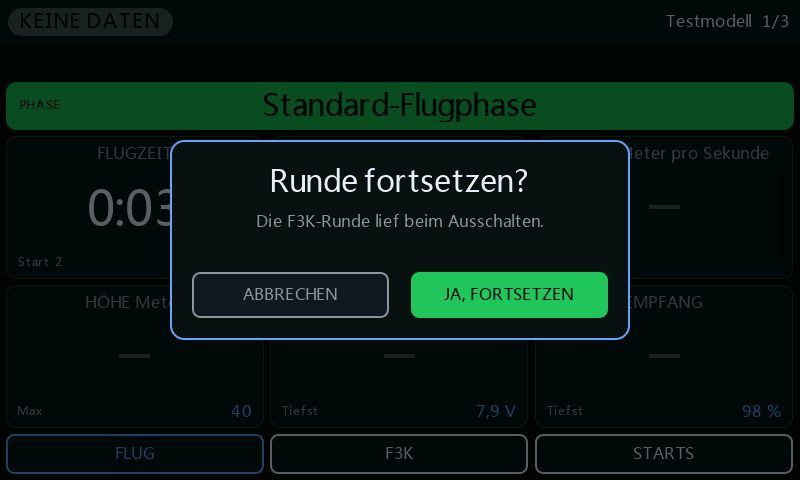 KEINE DATEN
Testmodell 1/3
PHASE
Standard-Flugphase
FLUGZEIT
Meter pro Sekunde
0:03
—
Start 2
Runde fortsetzen?
Die F3K-Runde lief beim Ausschalten.
ABBRECHEN
JA, FORTSETZEN
HÖHE
EMPFANG
—
—
—
Max
40
Tiefst
7,9 V
Tiefst
98 %
FLUG
F3K
STARTS